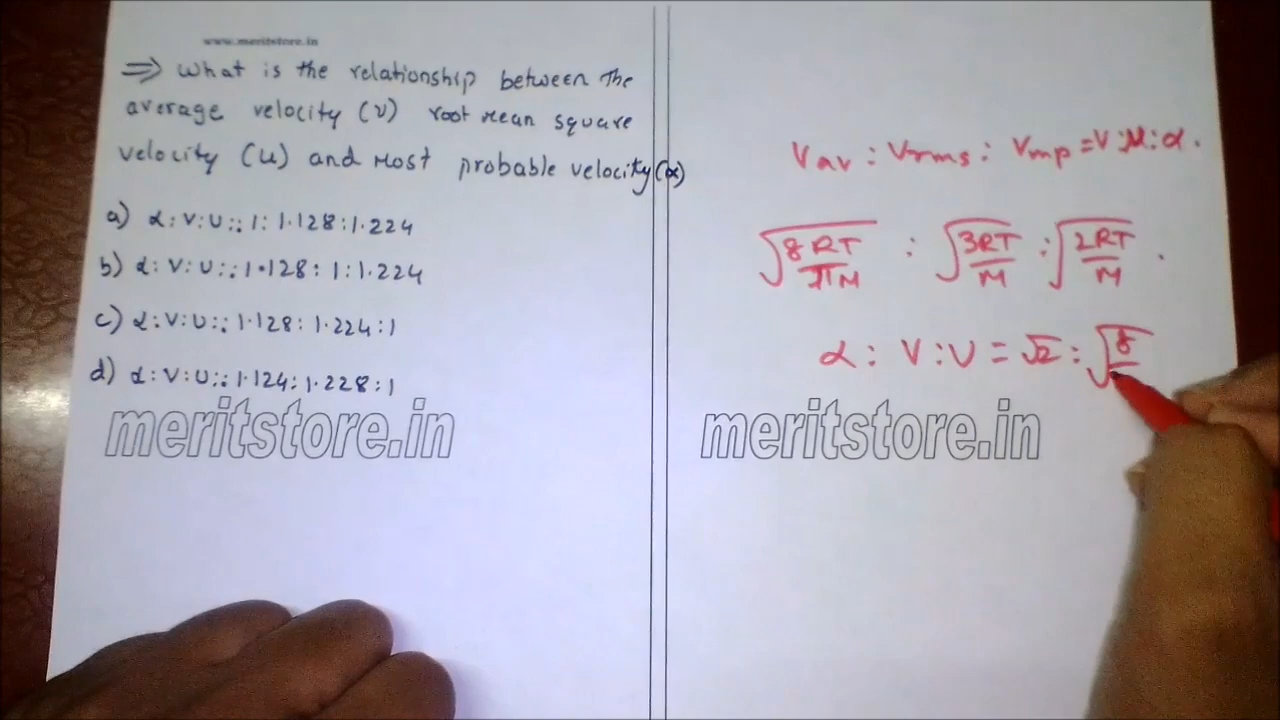 www.meritstore.in
⇒ What is the relationship between the
average velocity (v) root mean square
velocity (u) and most probable velocity (α)
a) α : V : U :: 1 : 1.128 : 1.224
b) α : V : U :: 1.128 : 1 : 1.224
c) α : V : U :: 1.128 : 1.224 : 1
d) α : V : U :: 1.124 : 1.228 : 1
meritstore.in
Vav : Vrms : Vmp = V : μ : α .
√8RT/πM : √3RT/M : √2RT/M .
α : V : U = √2 : √8/
meritstore.in